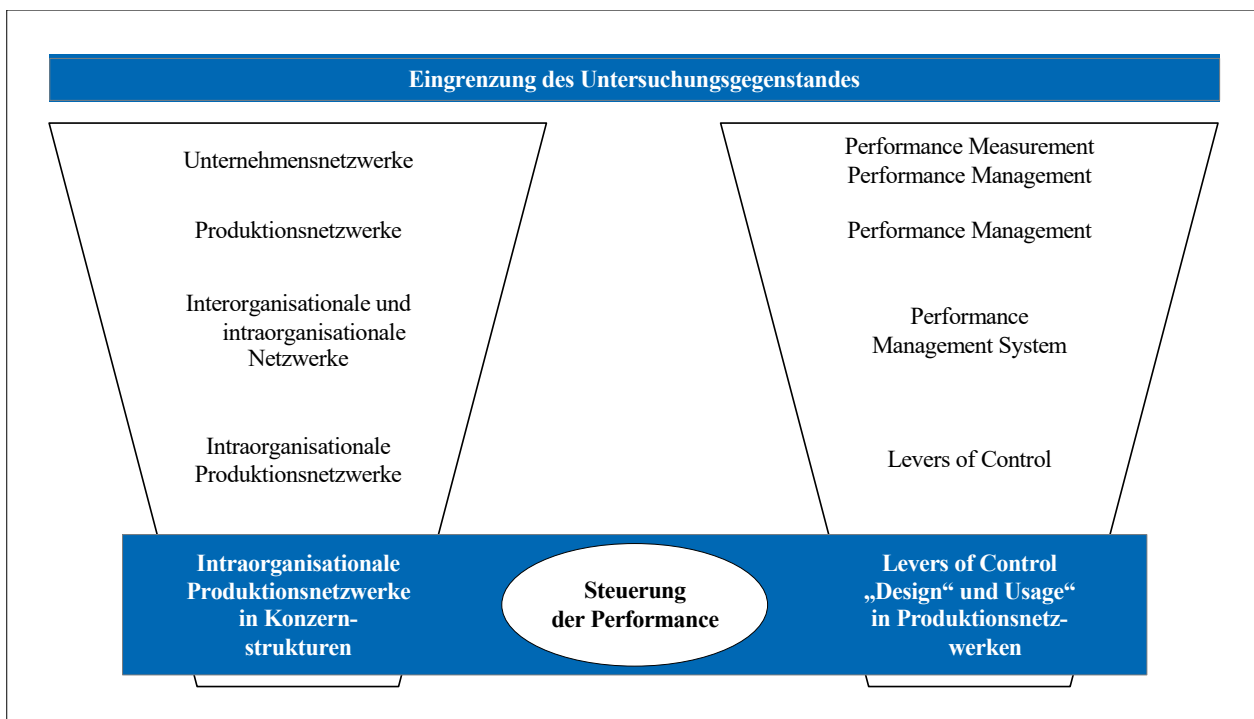 Eingrenzung des Untersuchungsgegenstandes
Unternehmensnetzwerke
Produktionsnetzwerke
Interorganisationale und
intraorganisationale
Netzwerke
Intraorganisationale
Produktionsnetzwerke
Performance Measurement
Performance Management
Performance Management
Performance
Management System
Levers of Control
Intraorganisationale
Produktionsnetzwerke
in Konzern-
strukturen
Steuerung
der Performance
Levers of Control
„Design“ und Usage“
in Produktionsnetz-
werken